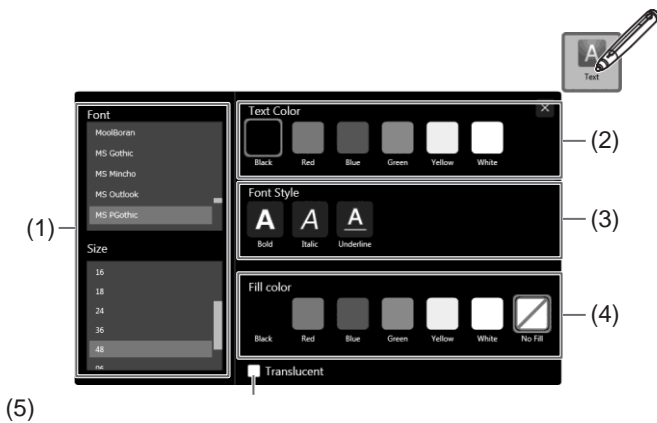 A
Text
×
Font
MoolBoran
MS Gothic
MS Mincho
MS Outlook
MS PGothic
Size
16
18
24
36
48
96
(1)
Text Color
Black Red Blue Green Yellow White
(2)
Font Style
A A A
Bold Italic Underline
(3)
Fill color
Black Red Blue Green Yellow White No Fill
(4)
Translucent
(5)